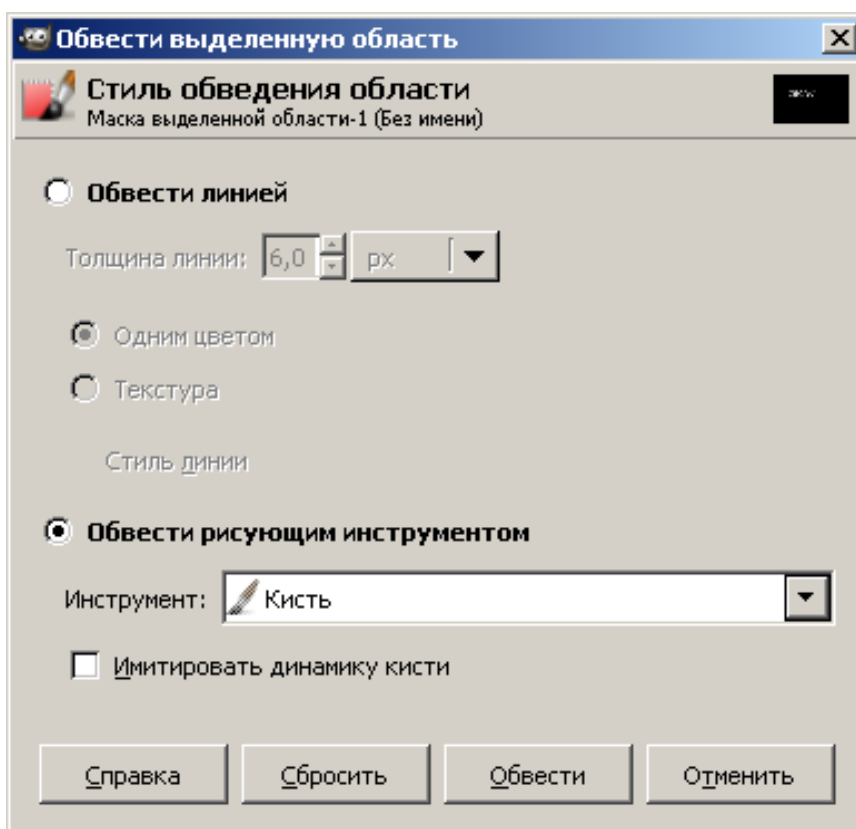 Обвести выделенную область
Стиль обведения области
Маска выделенной области-1 (Без имени)
Обвести линией
Толщина линии: 6,0 px
Одним цветом
Текстура
Стиль линии
Обвести рисующим инструментом
Инструмент: Кисть
Имитировать динамику кисти
Справка Сбросить Обвести Отменить